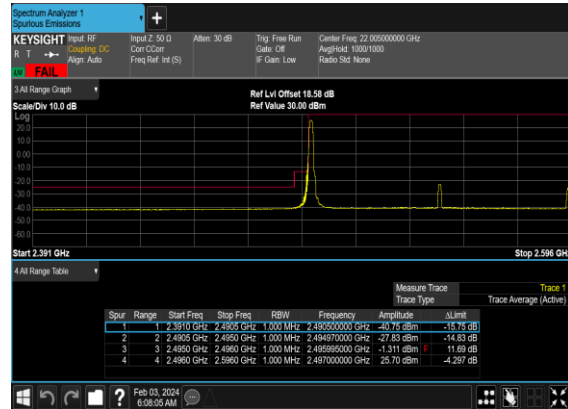 Spectrum Analyzer 1
Spurious Emissions
+
KEYSIGHT Input: RF Input Z: 50 Ω Atten: 30 dB Trig: Free Run Center Freq: 22.005000000 GHz
R T Coupling: DC Corr CCorr Gate: Off Avg|Hold: 1000/1000
Align: Auto Freq Ref: Int (S) IF Gain: Low Radio Std: None
FAIL
3 All Range Graph
Ref Lvl Offset 18.58 dB
Scale/Div 10.0 dB Ref Value 30.00 dBm
Log
20.0
10.0
0.00
-10.0
-20.0
-30.0
-40.0
-50.0
-60.0
Start 2.391 GHz Stop 2.596 GHz
4 All Range Table
Measure Trace Trace 1
Trace Type Trace Average (Active)
Spur Range Start Freq Stop Freq RBW Frequency Amplitude ΔLimit
1 1 2.3910 GHz 2.4905 GHz 1.000 MHz 2.490500000 GHz -40.75 dBm -15.75 dB
2 2 2.4905 GHz 2.4950 GHz 1.000 MHz 2.494970000 GHz -27.83 dBm -14.83 dB
3 3 2.4950 GHz 2.4960 GHz 1.000 MHz 2.495995000 GHz -1.311 dBm F 11.69 dB
4 4 2.4960 GHz 2.5960 GHz 1.000 MHz 2.497000000 GHz 25.70 dBm -4.297 dB
? Feb 03, 2024
6:08:05 AM